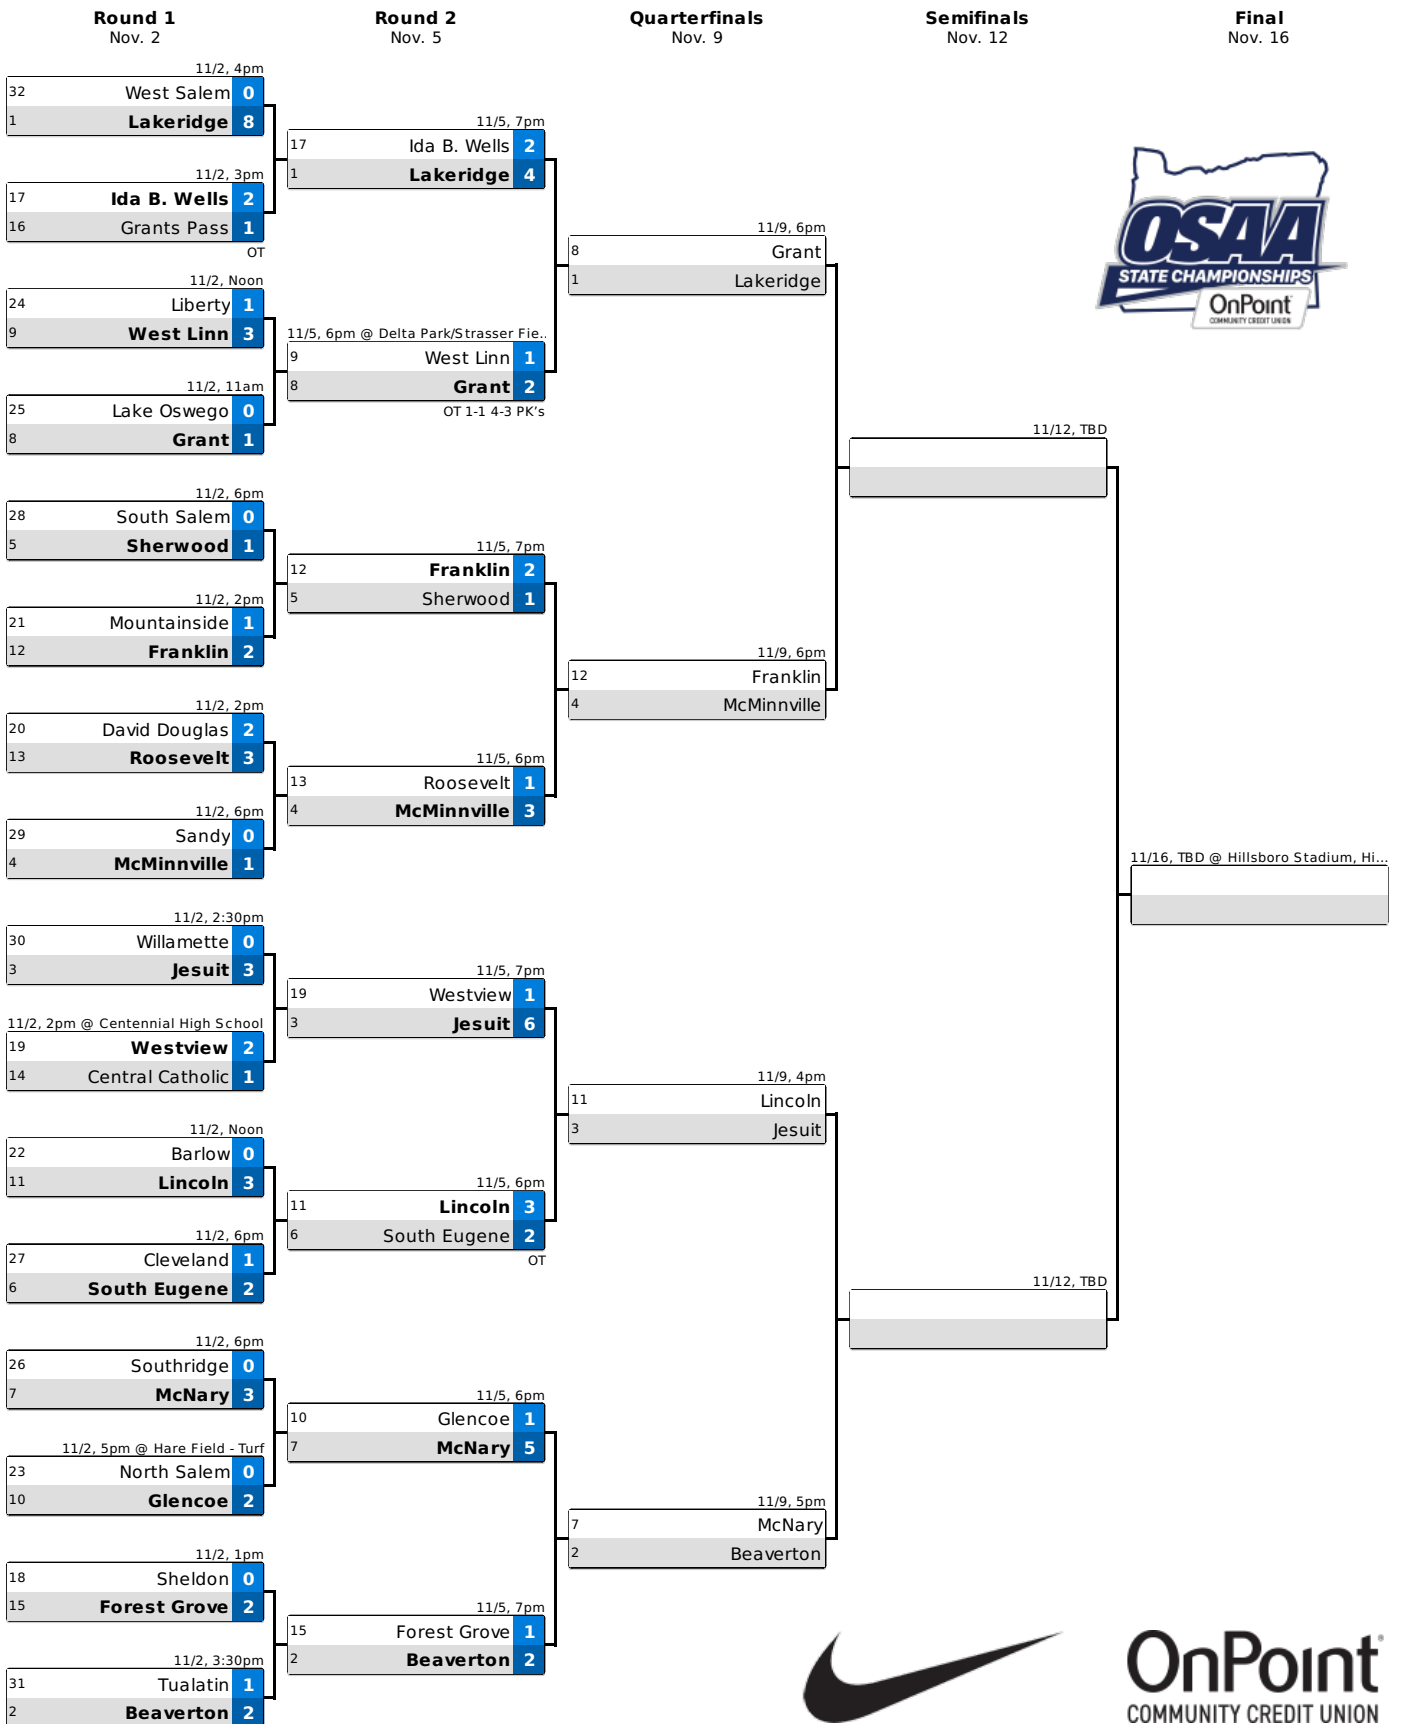 Round 1
Nov. 2
Round 2
Nov. 5
Quarterfinals
Nov. 9
Semifinals
Nov. 12
Final
Nov. 16
11/2, 4pm
32 West Salem 0
1 Lakeridge 8
11/2, 3pm
17 Ida B. Wells 2
16 Grants Pass 1
OT
11/2, Noon
24 Liberty 1
9 West Linn 3
11/2, 11am
25 Lake Oswego 0
8 Grant 1
11/2, 6pm
28 South Salem 0
5 Sherwood 1
11/2, 2pm
21 Mountainside 1
12 Franklin 2
11/2, 2pm
20 David Douglas 2
13 Roosevelt 3
11/2, 6pm
29 Sandy 0
4 McMinnville 1
11/2, 2:30pm
30 Willamette 0
3 Jesuit 3
11/2, 2pm @ Centennial High School
19 Westview 2
14 Central Catholic 1
11/2, Noon
22 Barlow 0
11 Lincoln 3
11/2, 6pm
27 Cleveland 1
6 South Eugene 2
11/2, 6pm
26 Southridge 0
7 McNary 3
11/2, 5pm @ Hare Field - Turf
23 North Salem 0
10 Glencoe 2
11/2, 1pm
18 Sheldon 0
15 Forest Grove 2
11/2, 3:30pm
31 Tualatin 1
2 Beaverton 2
11/5, 7pm
17 Ida B. Wells 2
1 Lakeridge 4
11/5, 6pm @ Delta Park/Strasser Fie...
9 West Linn 1
8 Grant 2
OT 1-1 4-3 PK's
11/5, 7pm
12 Franklin 2
5 Sherwood 1
11/5, 6pm
13 Roosevelt 1
4 McMinnville 3
11/5, 7pm
19 Westview 1
3 Jesuit 6
11/5, 6pm
11 Lincoln 3
6 South Eugene 2
OT
11/5, 6pm
10 Glencoe 1
7 McNary 5
11/5, 7pm
15 Forest Grove 1
2 Beaverton 2
11/9, 6pm
8 Grant
1 Lakeridge
11/9, 6pm
12 Franklin
4 McMinnville
11/9, 4pm
11 Lincoln
3 Jesuit
11/9, 5pm
7 McNary
2 Beaverton
11/12, TBD
11/12, TBD
11/16, TBD @ Hillsboro Stadium, Hi...
OSAA
STATE CHAMPIONSHIPS
OnPoint
COMMUNITY CREDIT UNION
OnPoint®
COMMUNITY CREDIT UNION